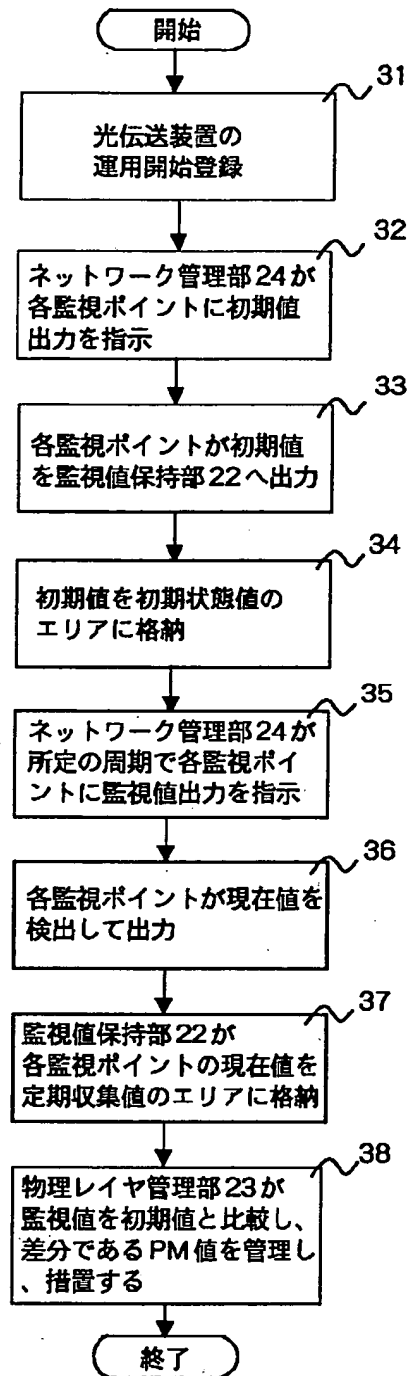 開始
31
光伝送装置の
運用開始登録
32
ネットワーク管理部24が
各監視ポイントに初期値
出力を指示
33
各監視ポイントが初期値
を監視値保持部22へ出力
34
初期値を初期状態値の
エリアに格納
35
ネットワーク管理部24が
所定の周期で各監視ポイ
ントに監視値出力を指示
36
各監視ポイントが現在値を
検出して出力
37
監視値保持部22が
各監視ポイントの現在値を
定期収集値のエリアに格納
38
物理レイヤ管理部23が
監視値を初期値と比較し、
差分であるPM値を管理し
、措置する
終了